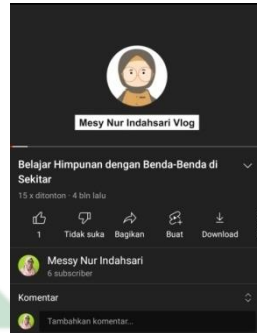 Mesy Nur Indahsari Vlog
Belajar Himpunan dengan Benda-Benda di
Sekitar
15 x ditonton · 4 bln lalu
1 Tidak suka Bagikan Buat Download
Messy Nur Indahsari
6 subscriber
Komentar
Tambahkan komentar...